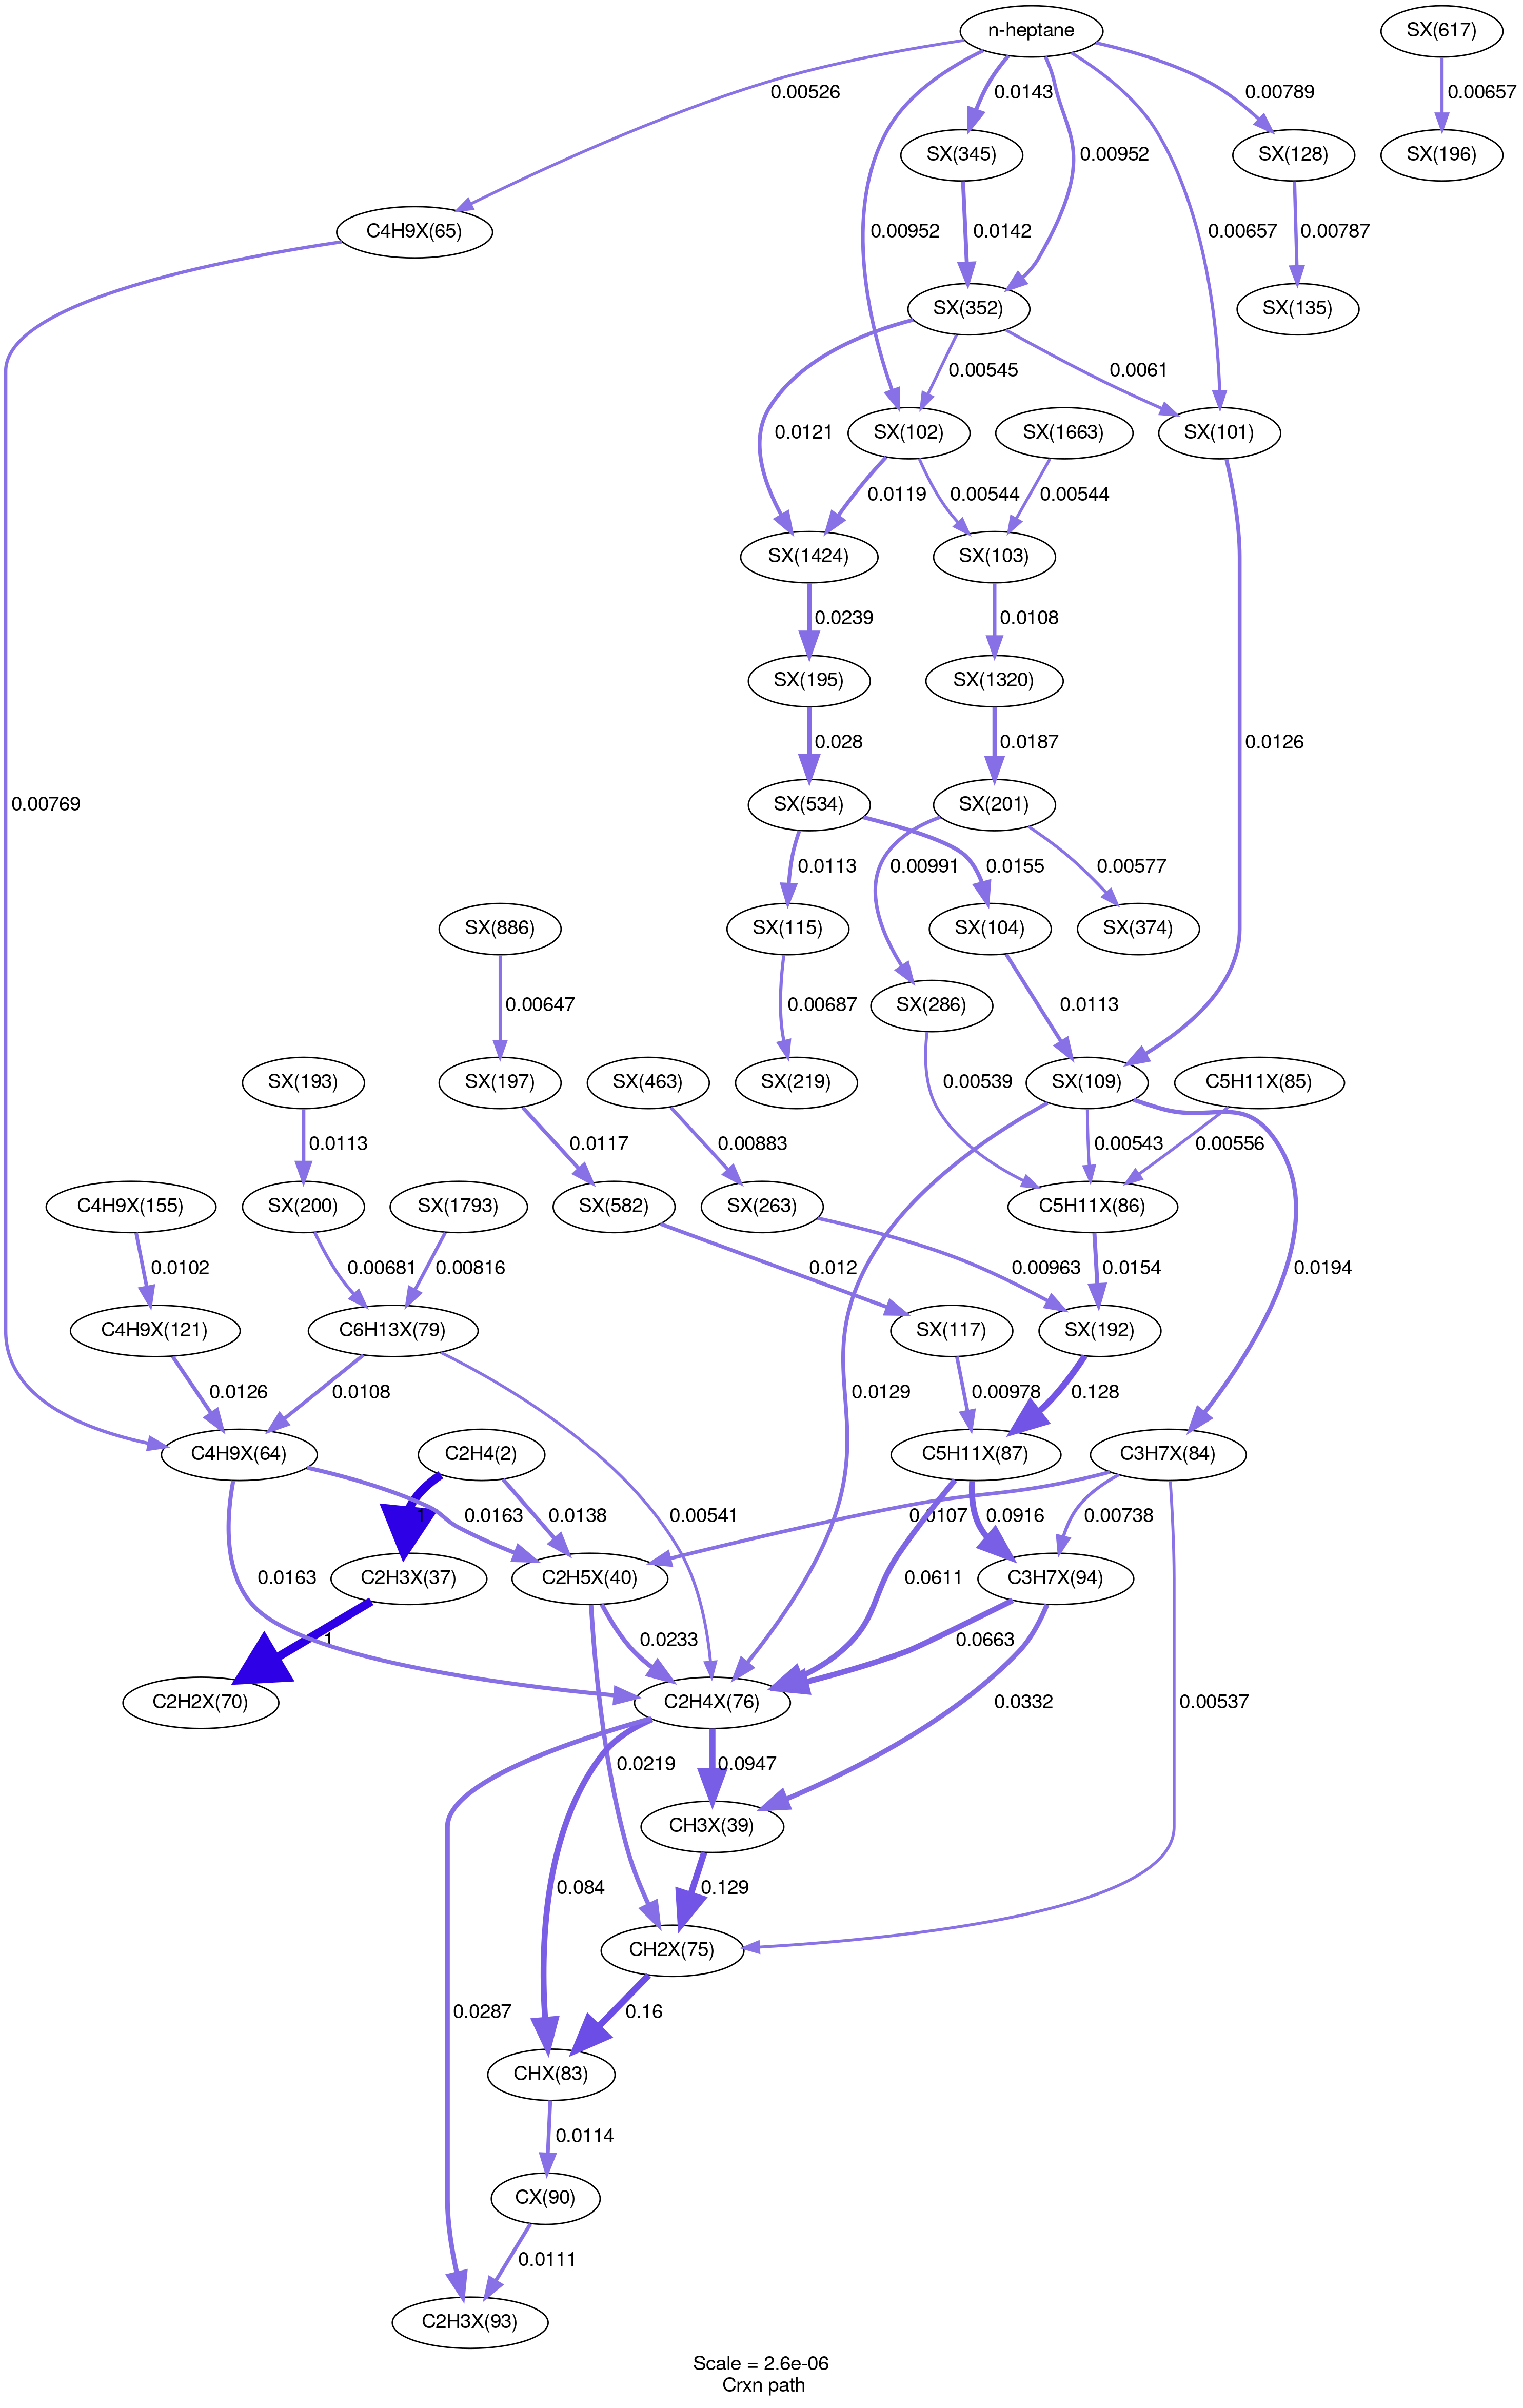 n-heptane
SX(617)
0.00526
0.0143
0.00789
0.00657
SX(345)
0.00952
SX(128)
SX(196)
C4H9X(65)
0.00952
0.0142
0.00657
0.00787
SX(352)
SX(135)
0.00545
0.0061
0.0121
SX(102)
SX(1663)
SX(101)
0.0119
0.00544
0.00544
SX(1424)
SX(103)
0.0239
0.0108
SX(195)
SX(1320)
0.028
0.0187
0.0126
0.00769
SX(534)
SX(201)
0.0113
0.0155
0.00991
0.00577
SX(886)
SX(115)
SX(104)
SX(374)
0.00647
0.00687
SX(286)
0.0113
SX(193)
SX(197)
SX(463)
SX(219)
0.00539
SX(109)
C5H11X(85)
0.0113
0.0117
0.00883
0.00543
0.00556
C4H9X(155)
SX(200)
SX(1793)
SX(582)
SX(263)
C5H11X(86)
0.0102
0.00681
0.00816
0.012
0.00963
0.0154
0.0194
C4H9X(121)
C6H13X(79)
SX(117)
SX(192)
0.0126
0.0108
0.0129
0.00978
0.128
C4H9X(64)
C2H4(2)
C5H11X(87)
C3H7X(84)
1
0.0163
0.0138
0.00541
0.0107
0.0916
0.00738
C2H3X(37)
C2H5X(40)
C3H7X(94)
0.0163
0.0611
1
0.0233
0.0663
C2H2X(70)
C2H4X(76)
0.0332
0.00537
0.0219
0.0947
CH3X(39)
0.084
0.129
CH2X(75)
0.0287
0.16
CHX(83)
0.0114
CX(90)
0.0111
C2H3X(93)
Scale = 2.6e-06
Crxn path